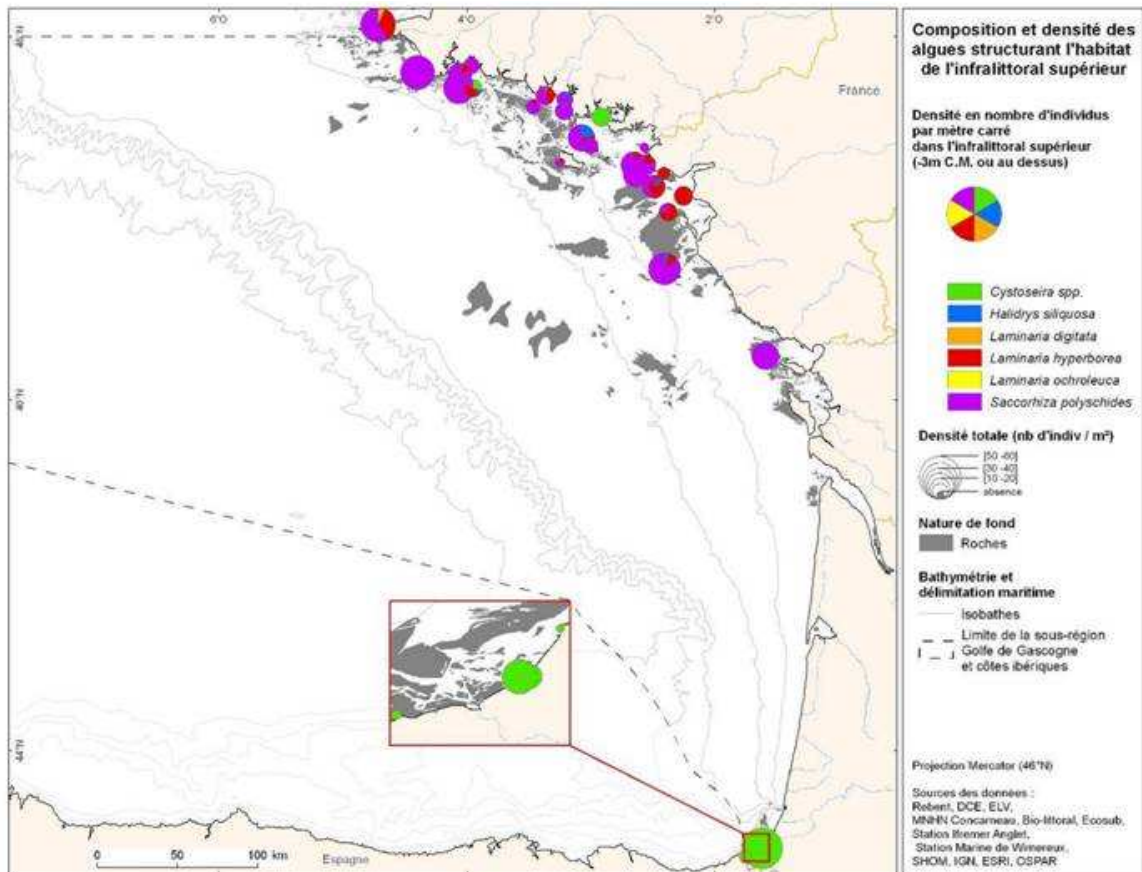 6°0
4°0
2°0
France
40°N
44°N
0 50 100 km
Espagne
Composition et densité des
algues structurant l'habitat
de l'infralittoral supérieur
Densité en nombre d'individus
par mètre carré
dans l'infralittoral supérieur
(-3m C.M. ou au dessus)
Cystoseira spp.
Halidrys siliquosa
Laminaria digitata
Laminaria hyperborea
Laminaria ochroleuca
Saccorhiza polyschides
Densité totale (nb d'indiv / m²)
[50 -60]
[30 -40]
[10 -20]
absence
Nature de fond
Roches
Bathymétrie et
délimitation maritime
Isobathes
Limite de la sous-région
Golfe de Gascogne
et côtes ibériques
Projection Mercator (46°N)
Sources des données :
Rebent, DCE, ELV,
MNHN Concarneau, Bio-littoral, Ecosub,
Station Ifremer Anglet,
Station Marine de Wimereux,
SHOM, IGN, ESRI, OSPAR